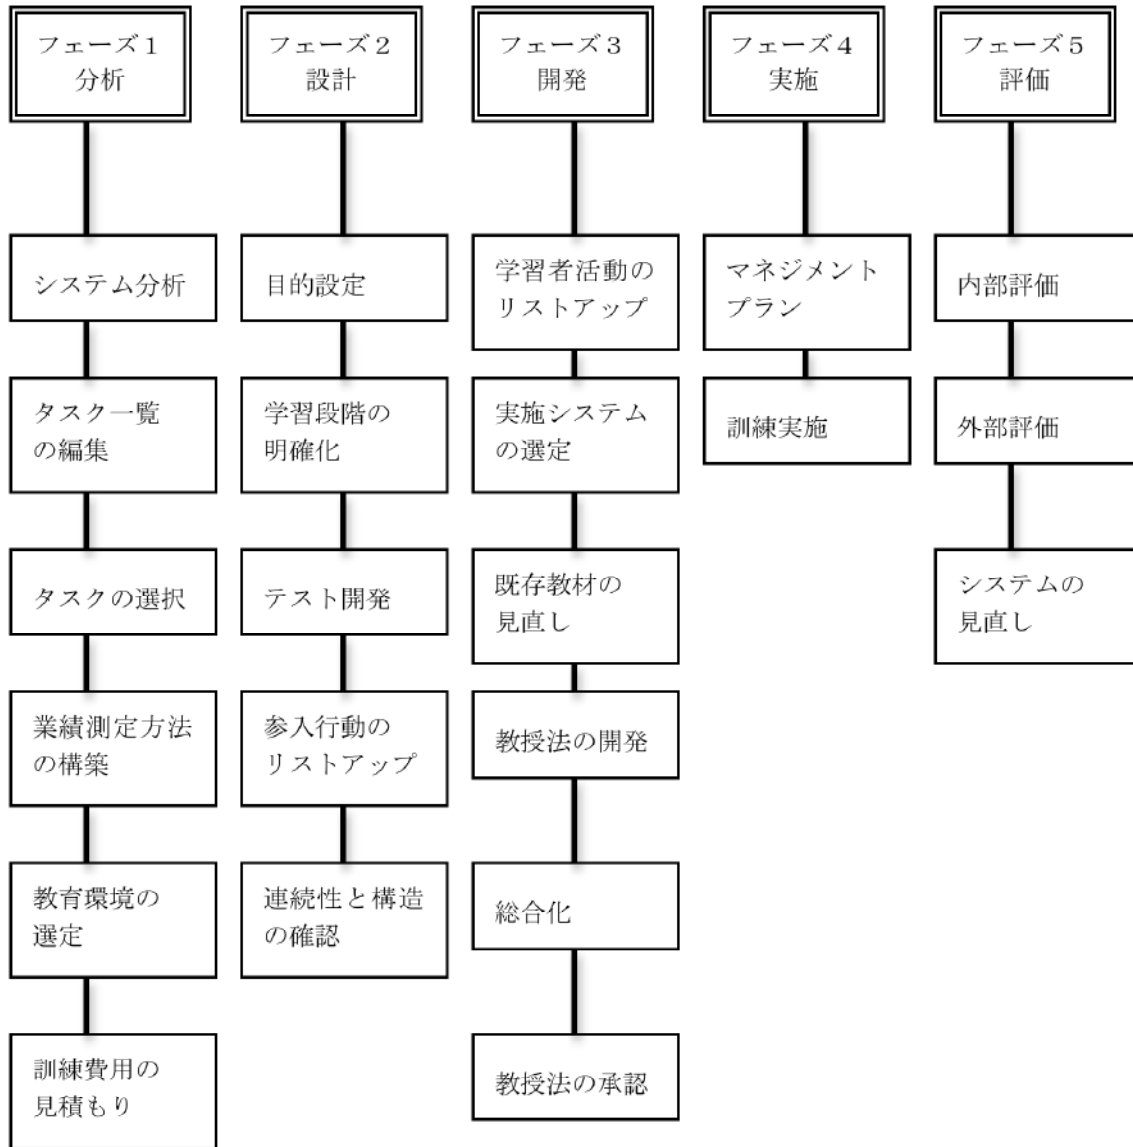 フェーズ１
分析
システム分析
タスク一覧
の編集
タスクの選択
業績測定方法
の構築
教育環境の
選定
訓練費用の
見積もり
フェーズ２
設計
目的設定
学習段階の
明確化
テスト開発
参入行動の
リストアップ
連続性と構造
の確認
フェーズ３
開発
学習者活動の
リストアップ
実施システム
の選定
既存教材の
見直し
教授法の開発
総合化
教授法の承認
フェーズ４
実施
マネジメント
プラン
訓練実施
フェーズ５
評価
内部評価
外部評価
システムの
見直し